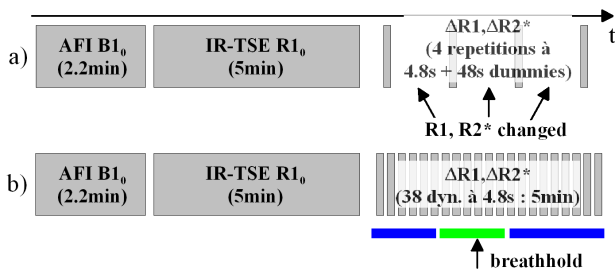 t
a)
AFI B1₀
(2.2min)
IR-TSE R1₀
(5min)
ΔR1,ΔR2*
(4 repetitions à
4.8s + 48s dummies)
R1, R2* changed
b)
AFI B1₀
(2.2min)
IR-TSE R1₀
(5min)
ΔR1,ΔR2*
(38 dyn. à 4.8s : 5min)
breathhold